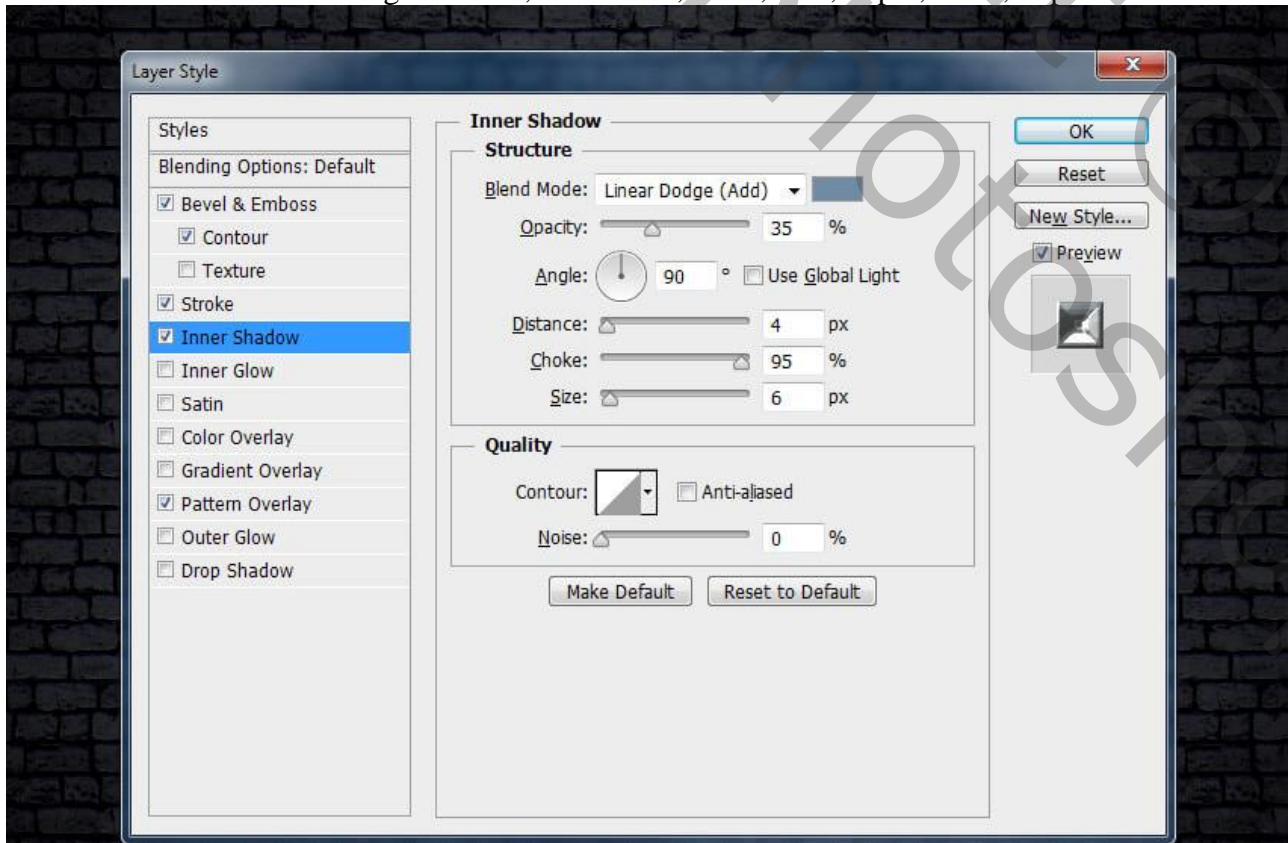 Layer Style
Styles
Blending Options: Default
Bevel & Emboss
Contour
Texture
Stroke
Inner Shadow
Inner Glow
Satin
Color Overlay
Gradient Overlay
Pattern Overlay
Outer Glow
Drop Shadow
Inner Shadow
Structure
Blend Mode: Linear Dodge (Add)
Opacity: 35 %
Angle: 90 ° Use Global Light
Distance: 4 px
Choke: 95 %
Size: 6 px
Quality
Contour: Anti-aliased
Noise: 0 %
Make Default Reset to Default
OK
Reset
New Style...
Preview